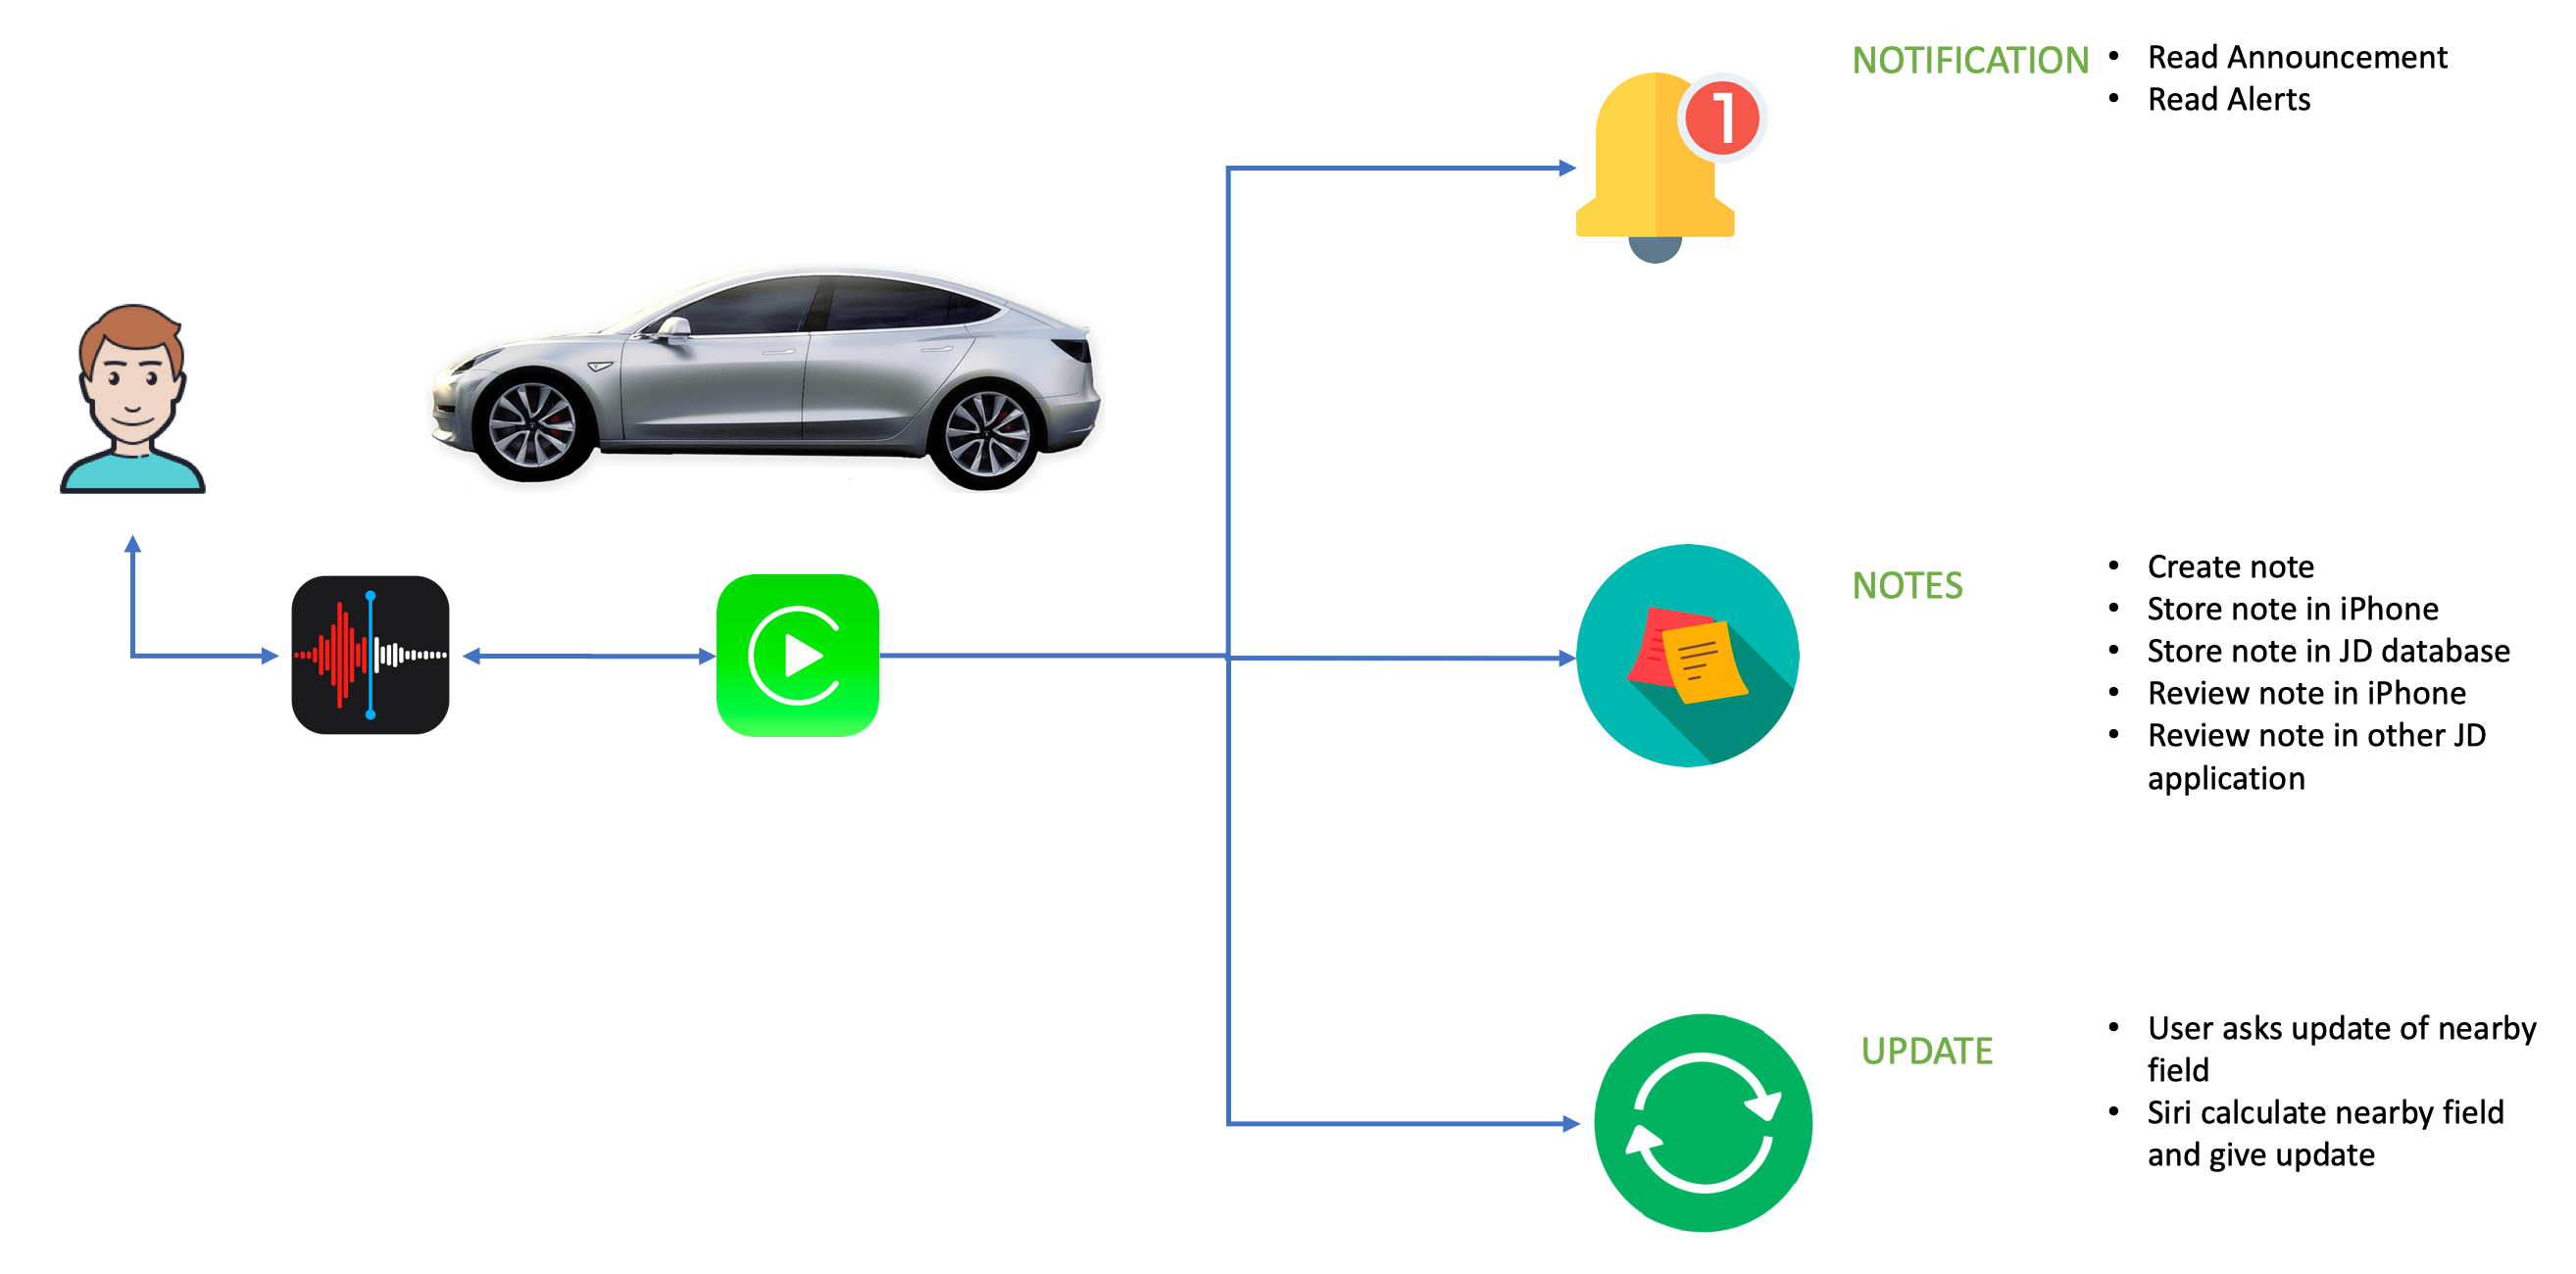 NOTIFICATION
• Read Announcement
• Read Alerts
1
NOTES
• Create note
• Store note in iPhone
• Store note in JD database
• Review note in iPhone
• Review note in other JD
application
UPDATE
• User asks update of nearby
field
• Siri calculate nearby field
and give update